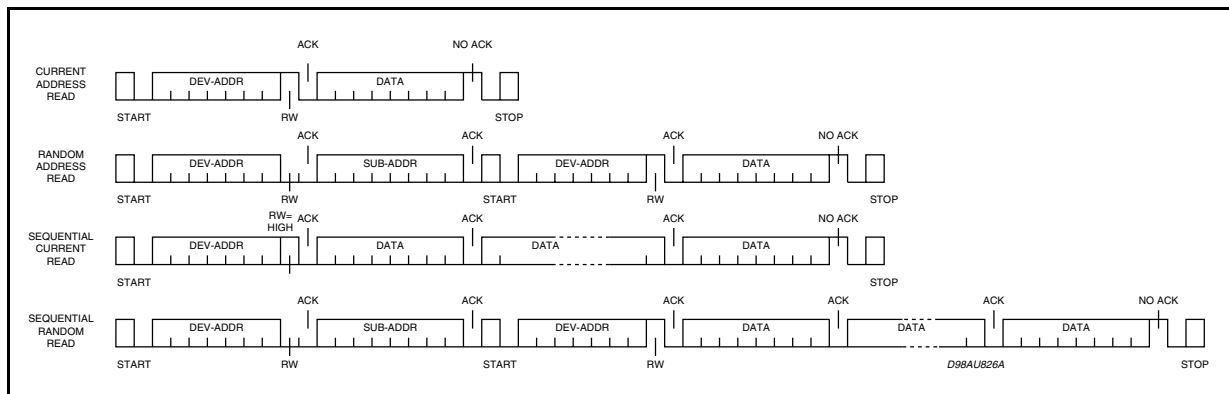 ACK NO ACK
CURRENT
ADDRESS
READ
DEV-ADDR DATA
START RW STOP
ACK ACK ACK NO ACK
RANDOM
ADDRESS
READ
DEV-ADDR SUB-ADDR DEV-ADDR DATA
START RW START RW STOP
RW=
HIGH
ACK ACK ACK NO ACK
SEQUENTIAL
CURRENT
READ
DEV-ADDR DATA DATA DATA
START STOP
ACK ACK ACK ACK ACK NO ACK
SEQUENTIAL
RANDOM
READ
DEV-ADDR SUB-ADDR DEV-ADDR DATA DATA DATA
START RW START RW D98AU826A STOP